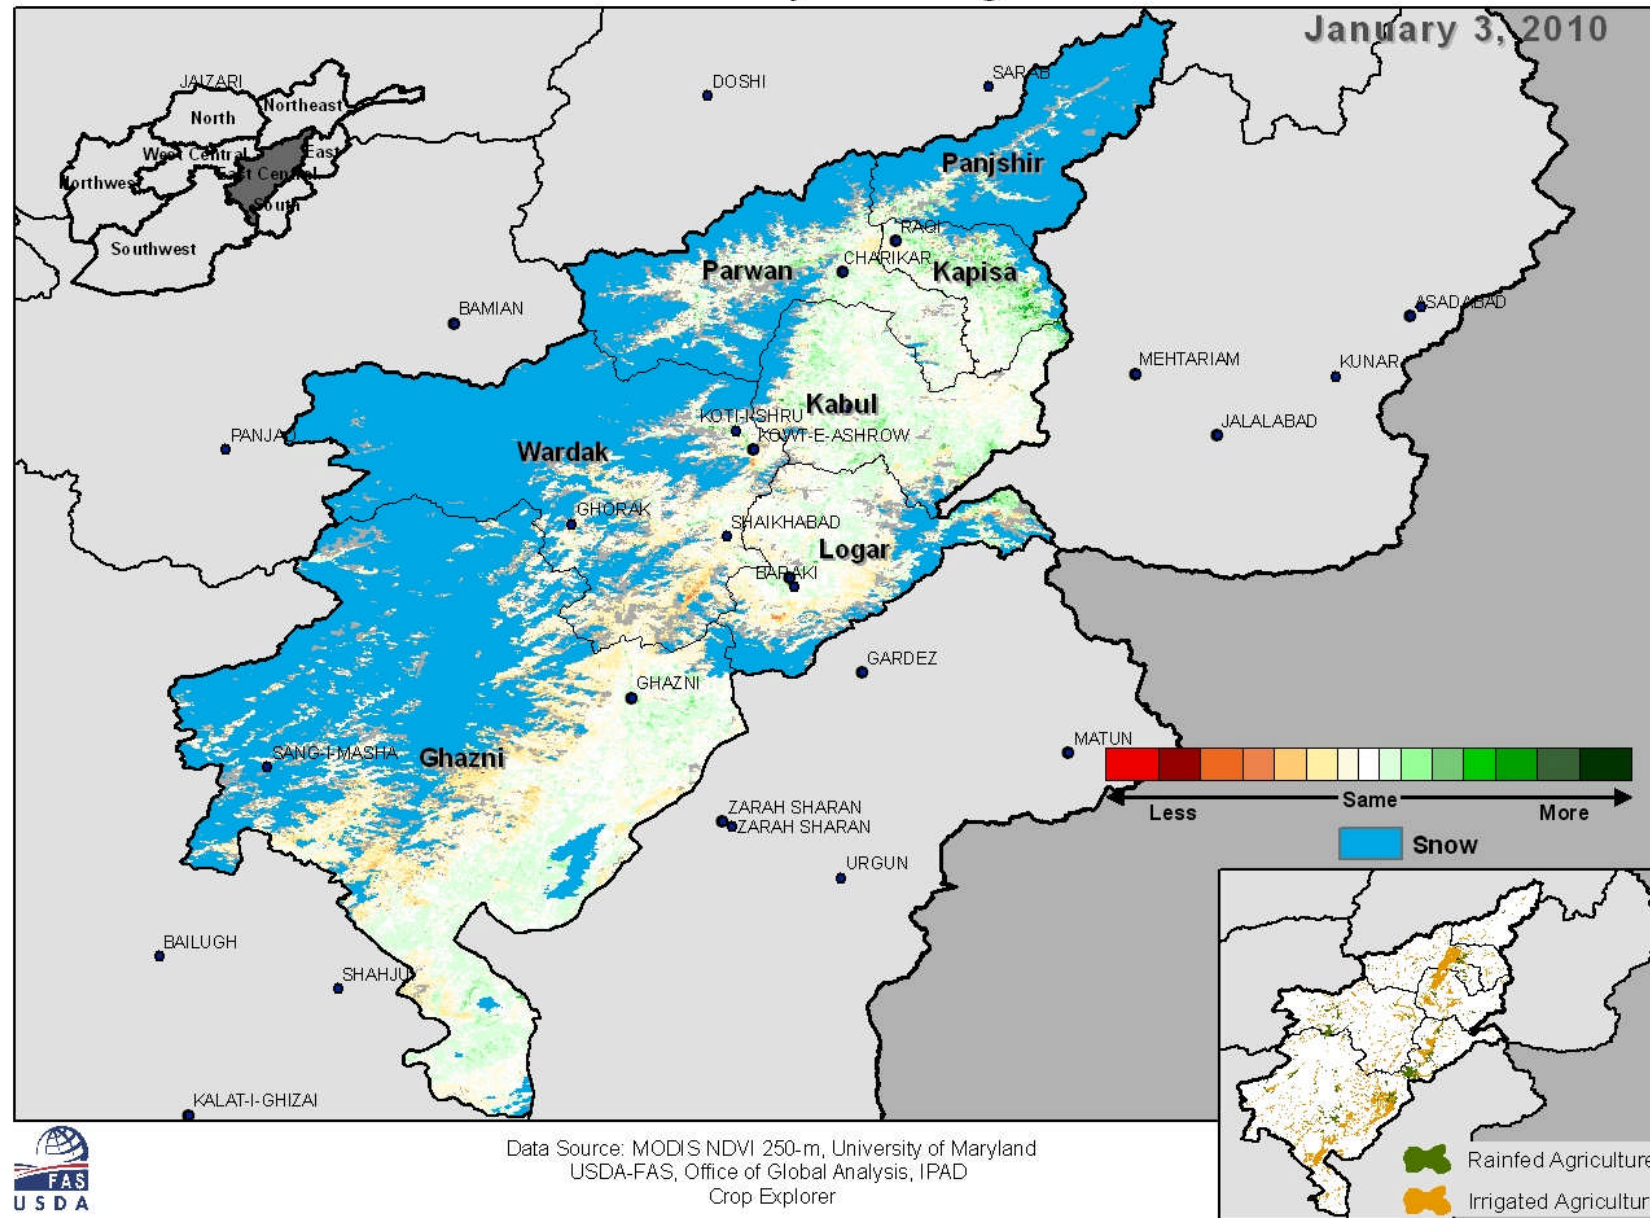 January 3, 2010
JAIZARI
North
Northeast
West Central
East
East Central
Northwest
South
Southwest
DOSHI
SARAB
Panjshir
RAQI
CHARIKAR
Kapisa
Parwan
BAMIAN
ASADABAD
MEHTARIAM
KUNAR
Kabul
KOTI-I-SHRU
KOWT-E-ASHROW
JALALABAD
Wardak
GHORAK
SHAIKHABAD
Logar
BARAKI
GARDEZ
GHAZNI
SANG-I-MASHA
Ghazni
MATUN
Less
Same
More
ZARAH SHARAN
ZARAH SHARAN
Snow
URGUN
BAILUGH
SHAHJU
KALAT-I-GHIZAI
Data Source: MODIS NDVI 250-m, University of Maryland
USDA-FAS, Office of Global Analysis, IPAD
Crop Explorer
FAS
USDA
Rainfed Agriculture
Irrigated Agricultur